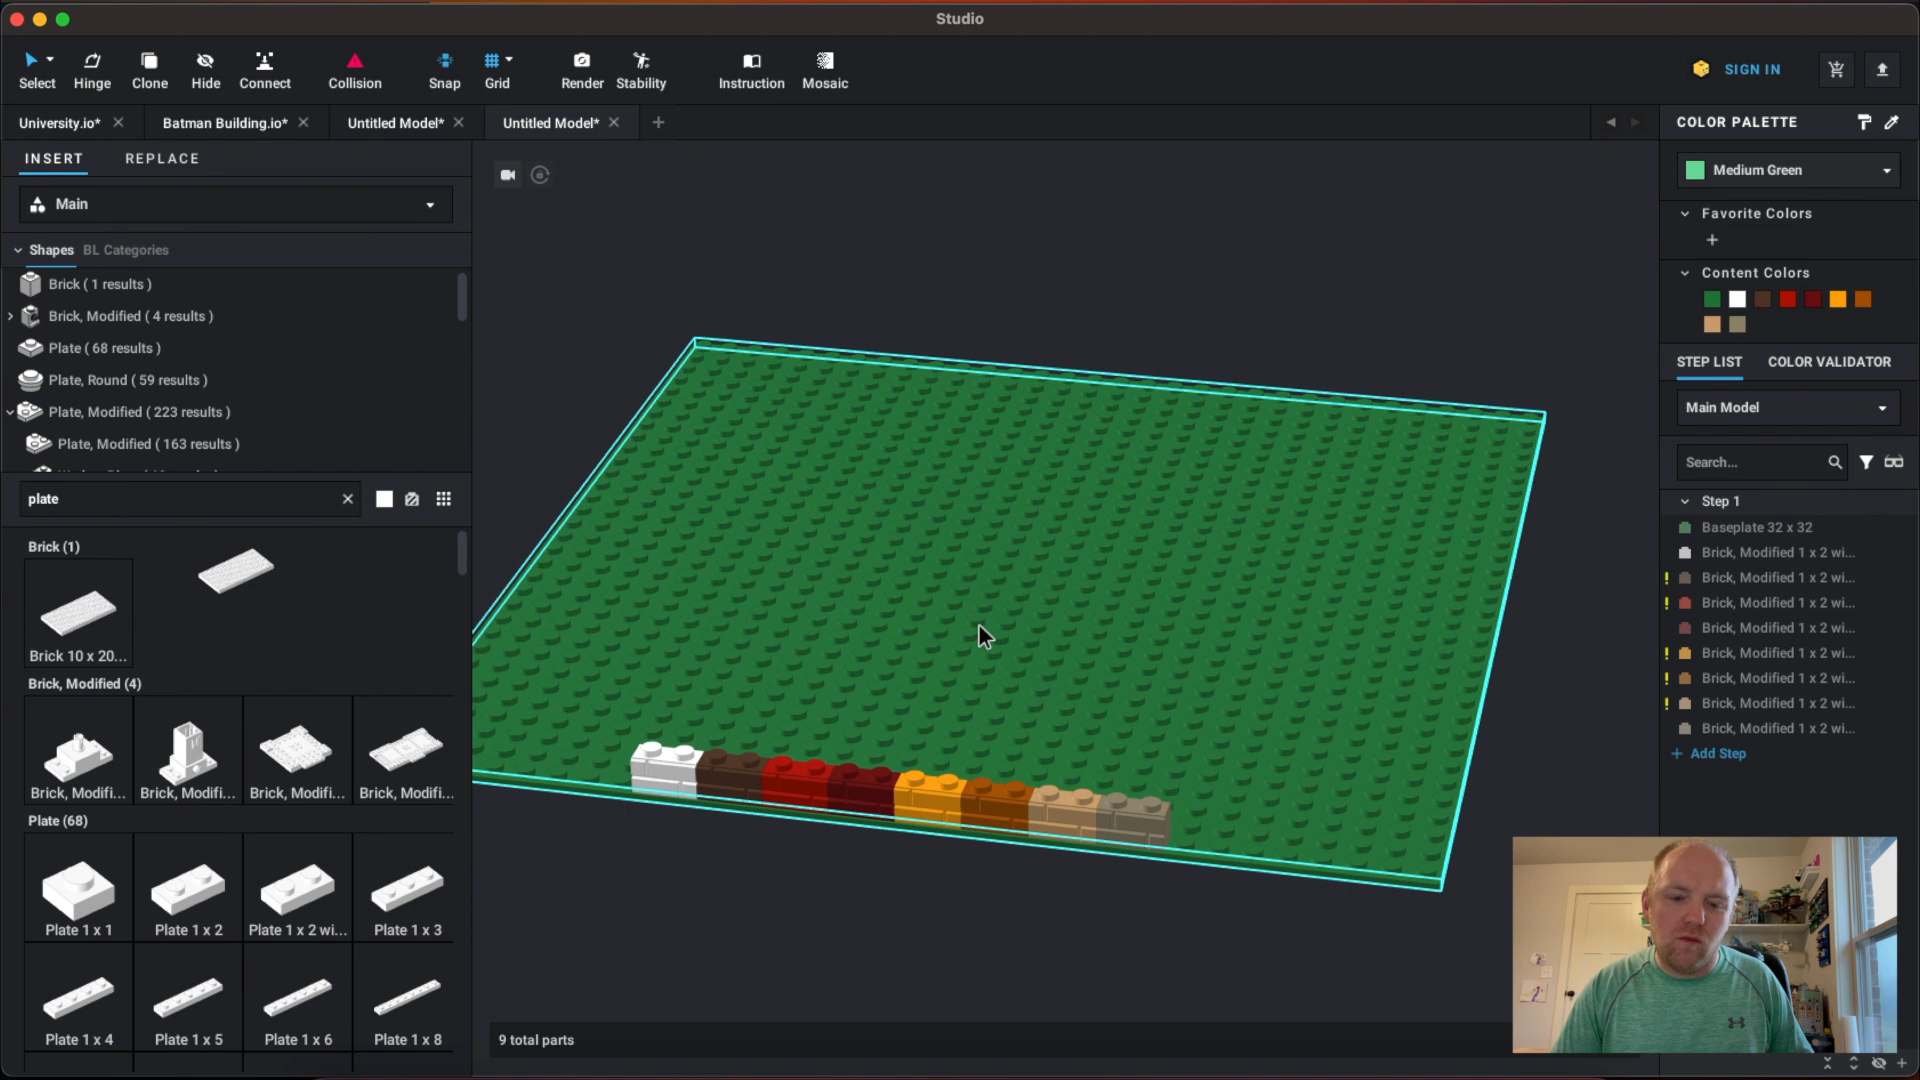 Studio
Select
Hinge
Clone
Hide
Connect
Collision
Snap
Grid
Render
Stability
Instruction
Mosaic
SIGN IN
University.io*
Batman Building.io*
Untitled Model*
Untitled Model*
COLOR PALETTE
INSERT
REPLACE
Medium Green
Main
Favorite Colors
Shapes
BL Categories
Content Colors
Brick ( 1 results )
Brick, Modified ( 4 results )
Plate ( 68 results )
Plate, Round ( 59 results )
Plate, Modified ( 223 results )
Plate, Modified ( 163 results )
STEP LIST
COLOR VALIDATOR
Main Model
Search...
plate
Step 1
Baseplate 32 x 32
Brick, Modified 1 x 2 wi...
Brick, Modified 1 x 2 wi...
Brick, Modified 1 x 2 wi...
Brick, Modified 1 x 2 wi...
Brick, Modified 1 x 2 wi...
Brick, Modified 1 x 2 wi...
Brick, Modified 1 x 2 wi...
Brick, Modified 1 x 2 wi...
Add Step
Brick (1)
Brick 10 x 20...
Brick, Modified (4)
Brick, Modifi...
Brick, Modifi...
Brick, Modifi...
Brick, Modifi...
Plate (68)
Plate 1 x 1
Plate 1 x 2
Plate 1 x 2 wi...
Plate 1 x 3
Plate 1 x 4
Plate 1 x 5
Plate 1 x 6
Plate 1 x 8
9 total parts